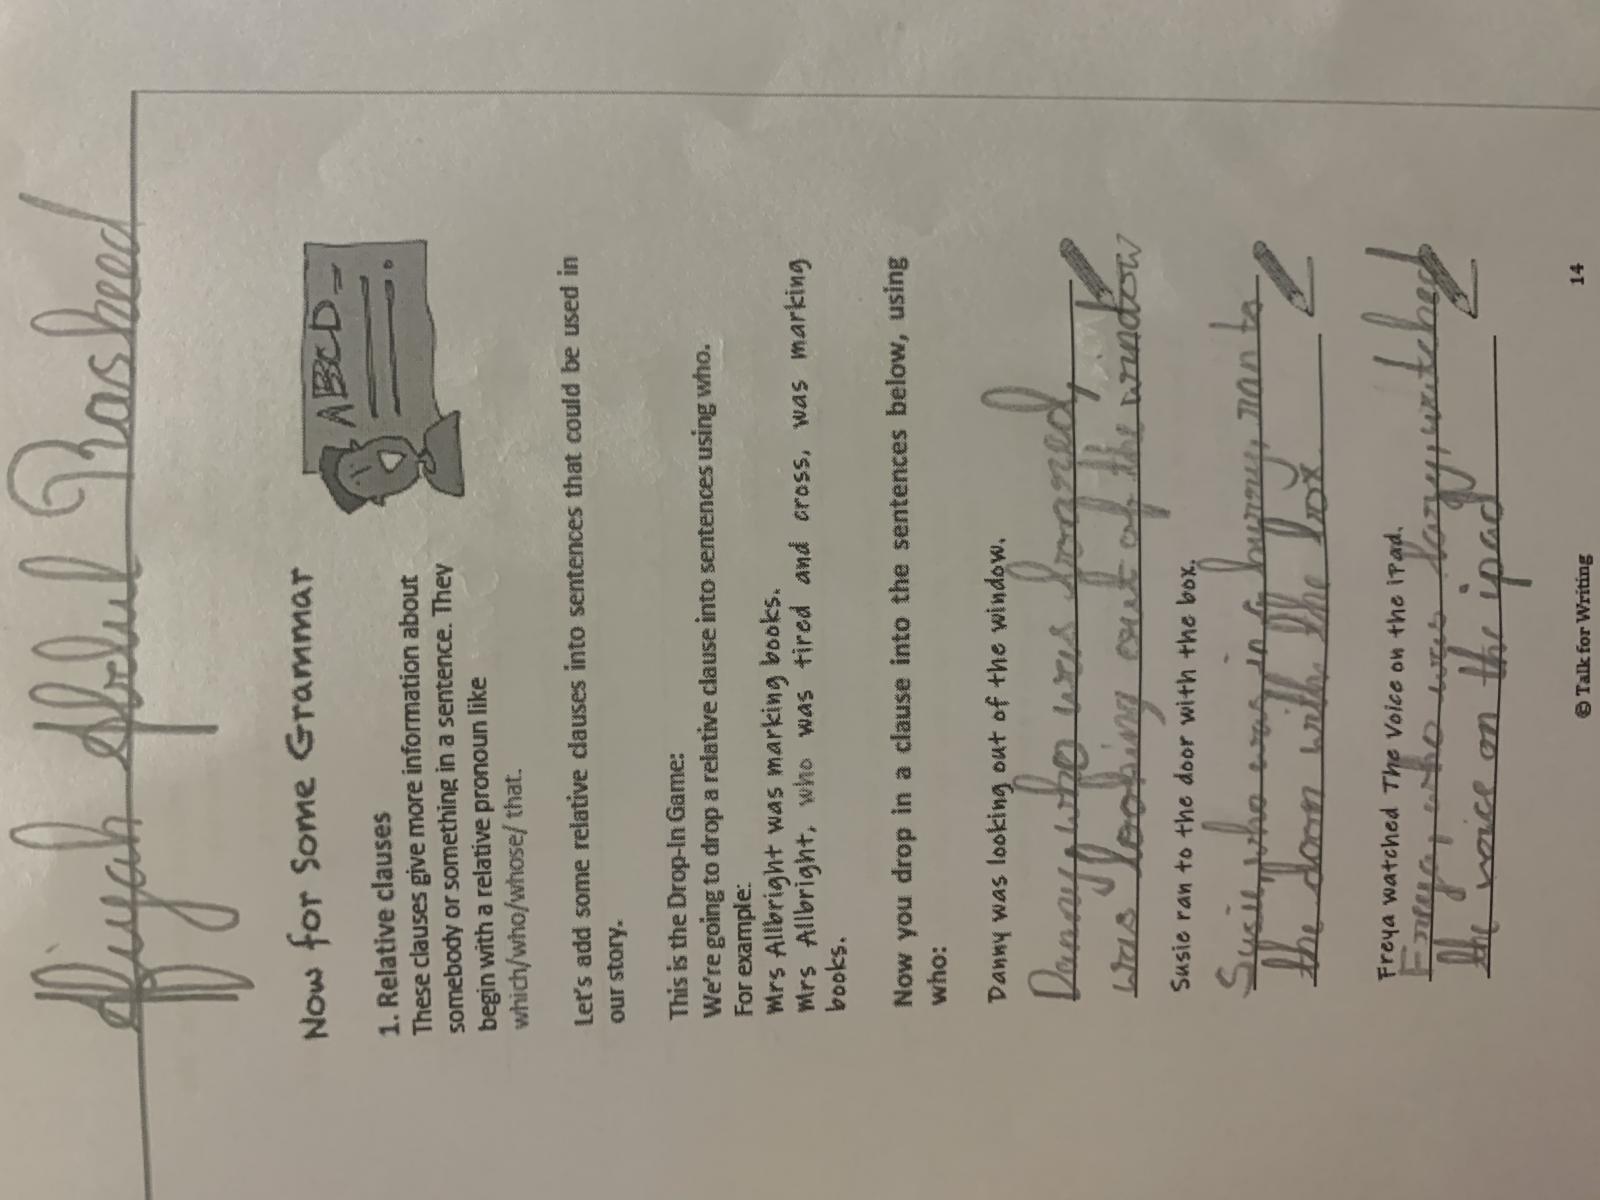 Aiyah Abdul Rasheed
Now for Some Grammar
ABCD
1. Relative clauses
These clauses give more information about
somebody or something in a sentence. They
begin with a relative pronoun like
which/who/whose/ that.
Let's add some relative clauses into sentences that could be used in
our story.
This is the Drop-In Game:
We're going to drop a relative clause into sentences using who.
For example:
Mrs Allbright was marking books.
Mrs Allbright, who was tired and cross, was marking
books.
Now you drop in a clause into the sentences below, using
who:
Danny was looking out of the window.
Danny, who was bored,
was looking out of the window
Susie ran to the door with the box.
Susie, who was in a hurry, ran to
the door with the box
Freya watched The Voice on the iPad.
Freya, who was lazy, watched
the voice on the ipad
© Talk for Writing
14